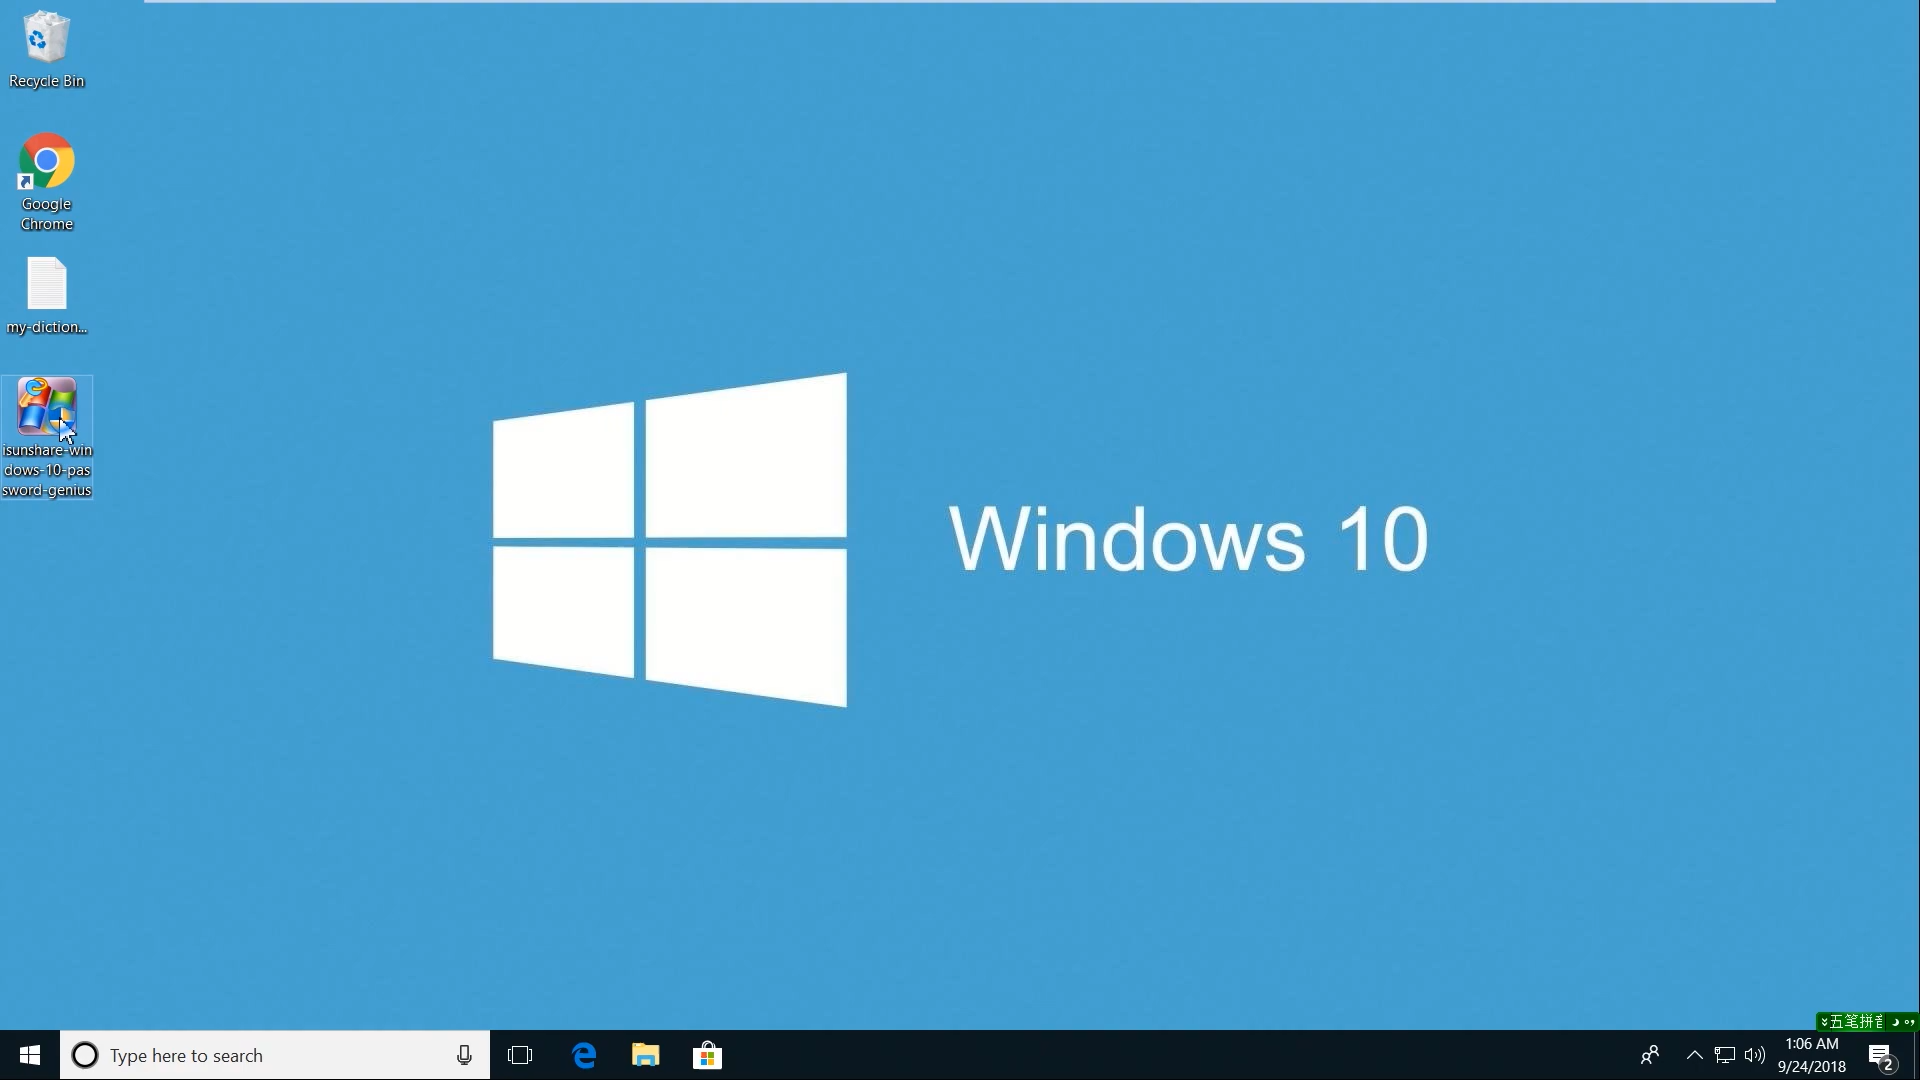 Recycle Bin
Google
Chrome
my-diction...
isunshare-win
dows-10-pas
sword-genius
Windows 10
五笔拼音
Type here to search
1:06 AM
9/24/2018
2